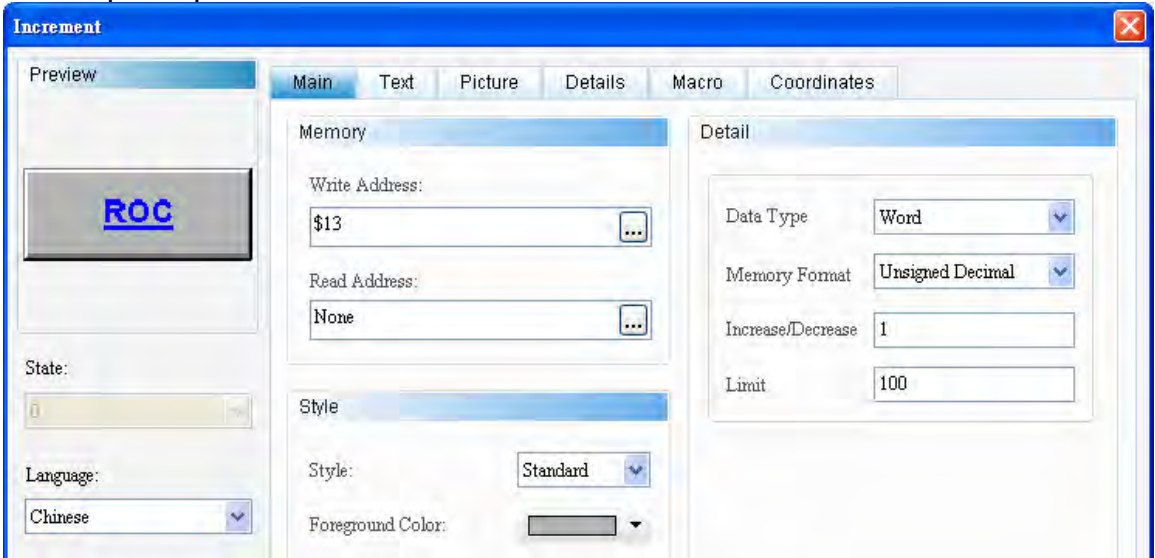 Increment
Preview
ROC
State:
0
Language:
Chinese
Main Text Picture Details Macro Coordinates
Memory
Write Address:
$13
...
Read Address:
None
...
Style
Style: Standard
Foreground Color:
Detail
Data Type Word
Memory Format Unsigned Decimal
Increase/Decrease 1
Limit 100